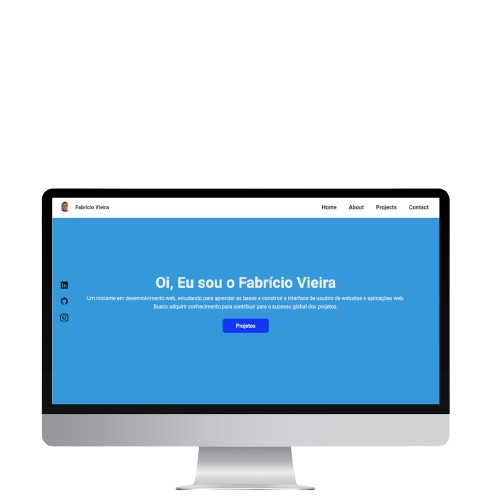 Fabrício Vieira
Home About Projects Contact
Oi, Eu sou o Fabrício Vieira
Um iniciante em desenvolvimento web, estudando para aprender as bases e construir a interface de usuário de websites e aplicações web.
Busco adquirir conhecimento para contribuir para o sucesso global dos projetos.
Projetos